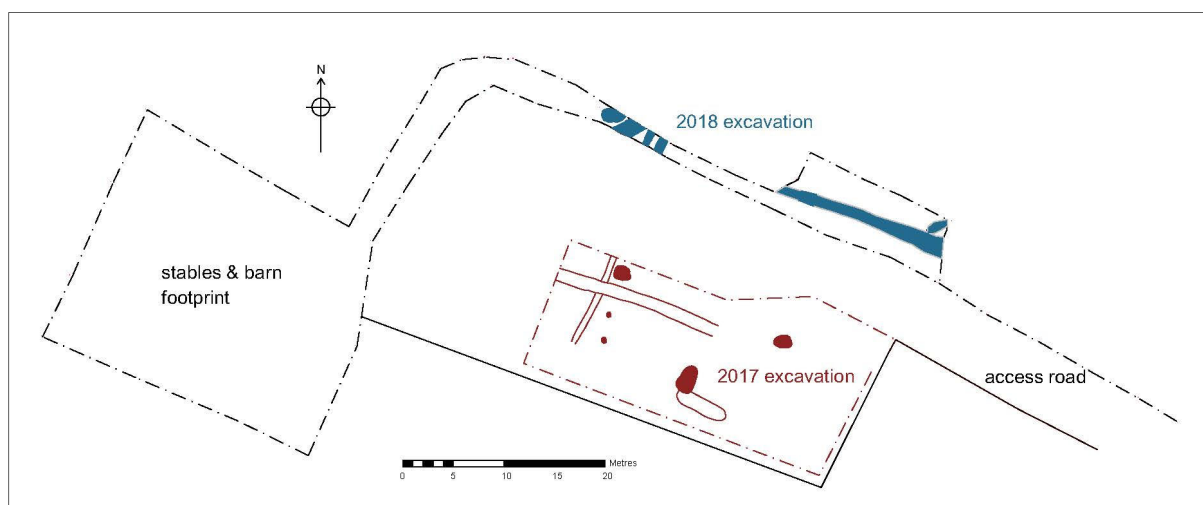 N
2018 excavation
stables & barn
footprint
2017 excavation
access road
Metres
0 5 10 15 20